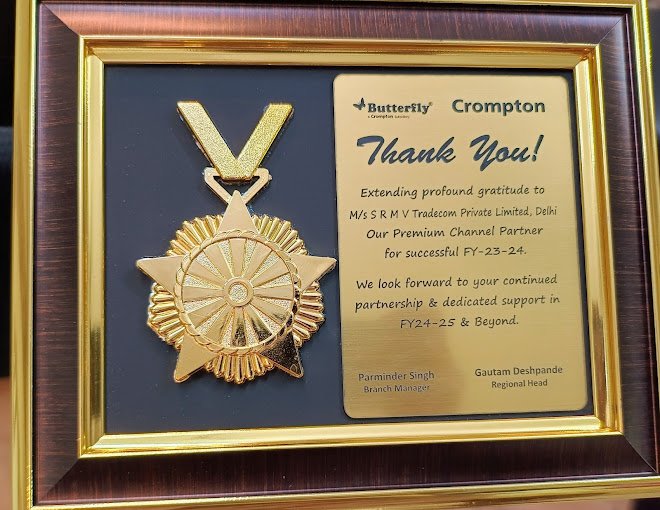 Butterfly® Crompton
a Crompton subsidiary
Thank You!
Extending profound gratitude to
M/s S R M V Tradecom Private Limited, Delhi
Our Premium Channel Partner
for successful FY-23-24.
We look forward to your continued
partnership & dedicated support in
FY24-25 & Beyond.
Parminder Singh
Branch Manager
Gautam Deshpande
Regional Head